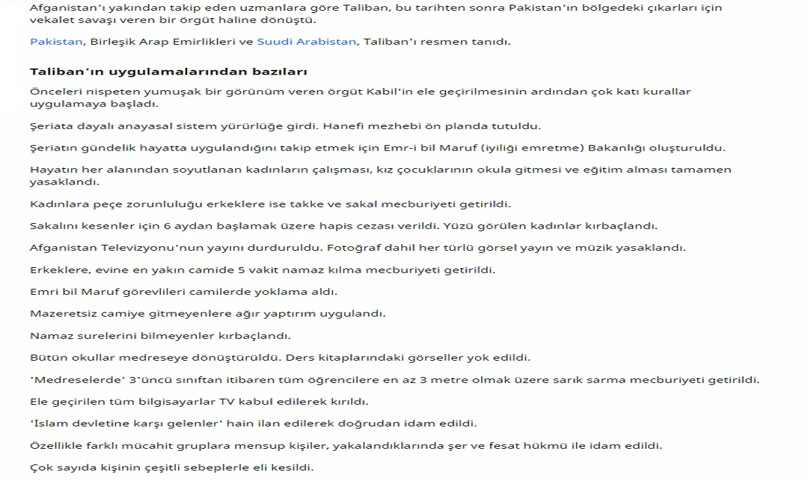 Afganistan'ı yakından takip eden uzmanlara göre Taliban, bu tarihten sonra Pakistan'ın bölgedeki çıkarları için
vekalet savaşı veren bir örgüt haline dönüştü.
Pakistan, Birleşik Arap Emirlikleri ve Suudi Arabistan, Taliban'ı resmen tanıdı.
Taliban'ın uygulamalarından bazıları
Önceleri nispeten yumuşak bir görünüm veren örgüt Kabil'in ele geçirilmesinin ardından çok katı kurallar
uygulamaya başladı.
Şeriata dayalı anayasal sistem yürürlüğe girdi. Hanefi mezhebi ön planda tutuldu.
Şeriatın gündelik hayatta uygulandığını takip etmek için Emr-i bil Maruf (iyiliği emretme) Bakanlığı oluşturuldu.
Hayatın her alanından soyutlanan kadınların çalışması, kız çocuklarının okula gitmesi ve eğitim alması tamamen
yasaklandı.
Kadınlara peçe zorunluluğu erkeklere ise takke ve sakal mecburiyeti getirildi.
Sakalını kesenler için 6 aydan başlamak üzere hapis cezası verildi. Yüzü görülen kadınlar kırbaçlandı.
Afganistan Televizyonu'nun yayını durduruldu. Fotoğraf dahil her türlü görsel yayın ve müzik yasaklandı.
Erkeklere, evine en yakın camide 5 vakit namaz kılma mecburiyeti getirildi.
Emri bil Maruf görevlileri camilerde yoklama aldı.
Mazeretsiz camiye gitmeyenlere ağır yaptırım uygulandı.
Namaz surelerini bilmeyenler kırbaçlandı.
Bütün okullar medreseye dönüştürüldü. Ders kitaplarındaki görseller yok edildi.
'Medreselerde' 3'üncü sınıftan itibaren tüm öğrencilere en az 3 metre olmak üzere sarık sarma mecburiyeti getirildi.
Ele geçirilen tüm bilgisayarlar TV kabul edilerek kırıldı.
'İslam devletine karşı gelenler' hain ilan edilerek doğrudan idam edildi.
Özellikle farklı mücahit gruplara mensup kişiler, yakalandıklarında şer ve fesat hükmü ile idam edildi.
Çok sayıda kişinin çeşitli sebeplerle eli kesildi.